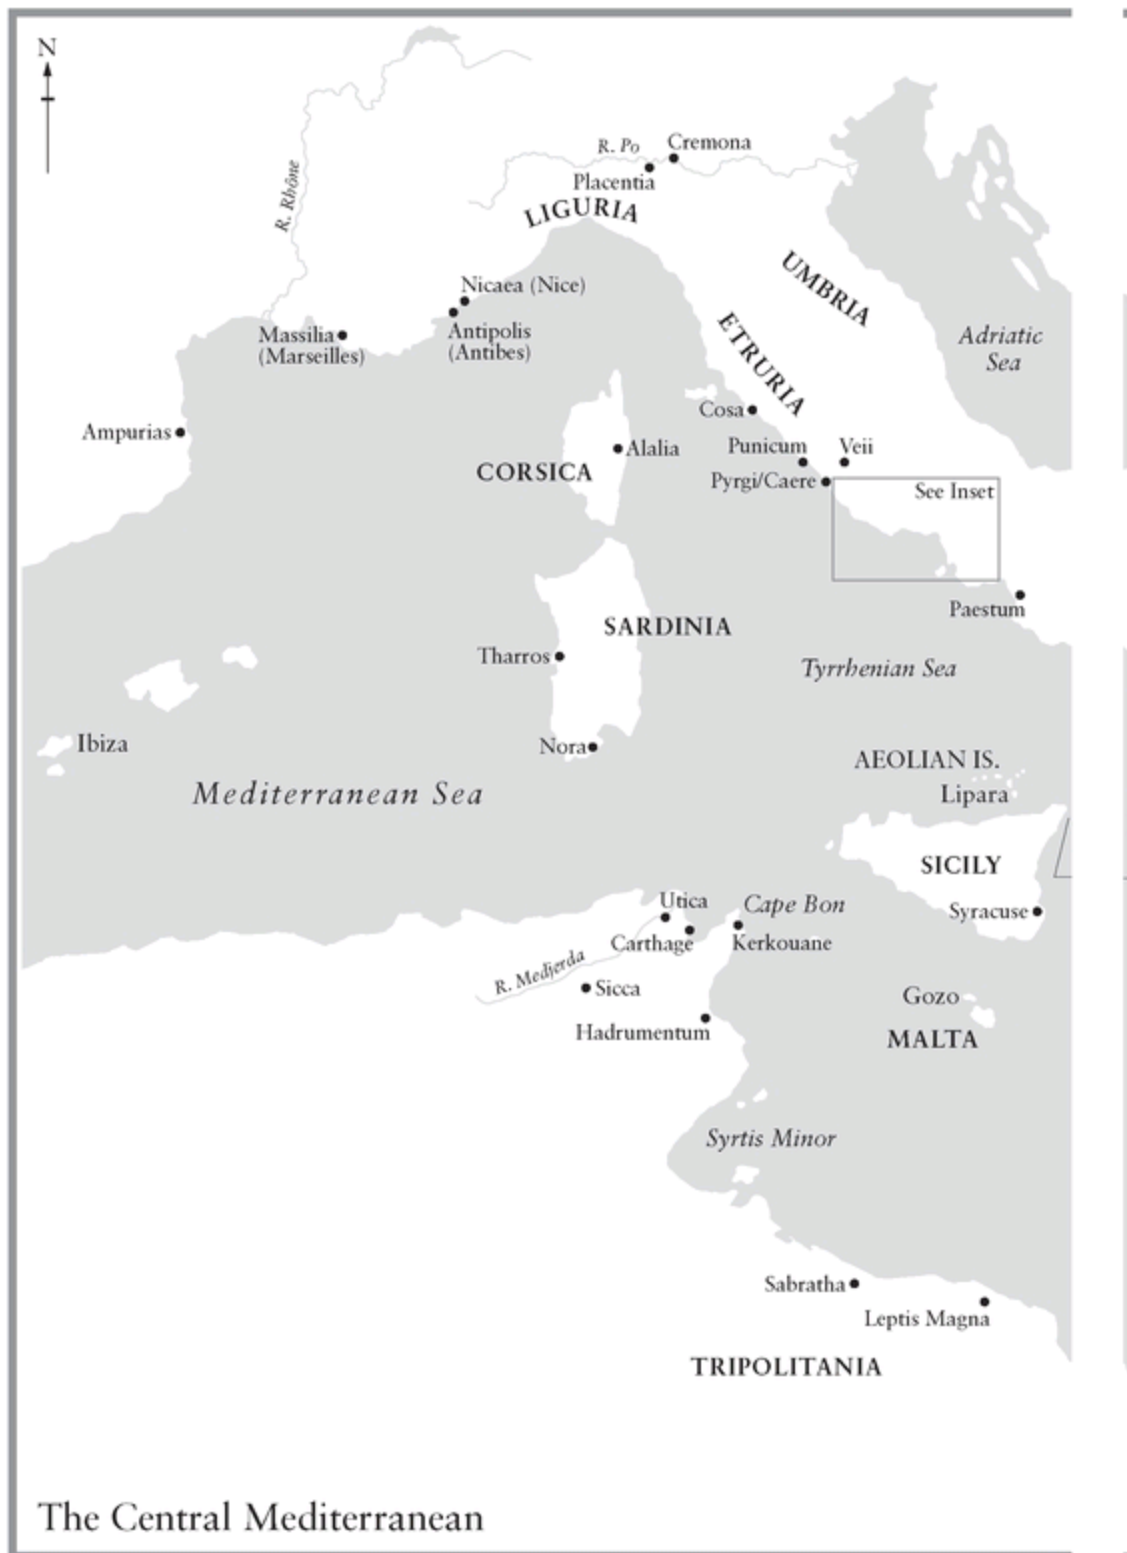 N
R. Rhône
R. Po
Cremona
Placentia
LIGURIA
UMBRIA
Nicaea (Nice)
Massilia
(Marseilles)
Antipolis
(Antibes)
ETRURIA
Adriatic
Sea
Cosa
Ampurias
Alalia
Punicum
Veii
CORSICA
Pyrgi/Caere
See Inset
Paestum
SARDINIA
Tharros
Tyrrhenian Sea
Ibiza
Nora
AEOLIAN IS.
Mediterranean Sea
Lipara
SICILY
Utica
Cape Bon
Syracuse
Carthage
Kerkouane
R. Medjerda
Sicca
Gozo
Hadrumentum
MALTA
Syrtis Minor
Sabratha
Leptis Magna
TRIPOLITANIA
The Central Mediterranean